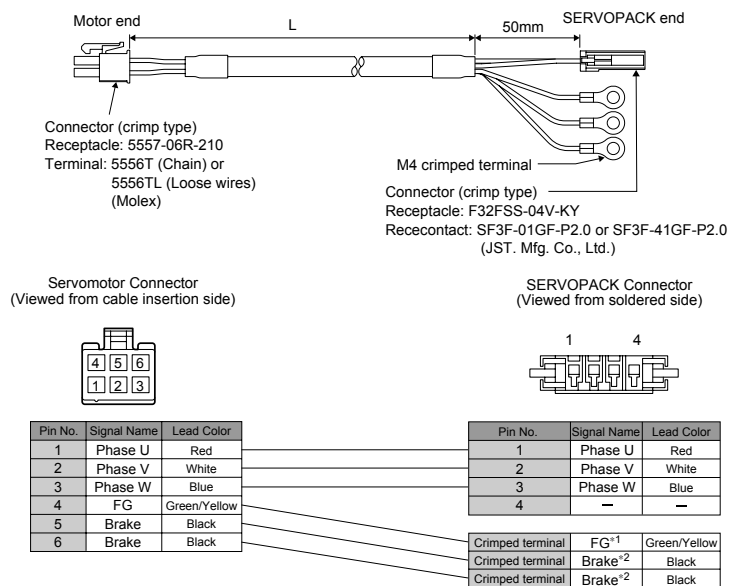 Motor end
L
50mm
SERVOPACK end
Connector (crimp type)
Receptacle: 5557-06R-210
Terminal: 5556T (Chain) or
5556TL (Loose wires)
(Molex)
M4 crimped terminal
Connector (crimp type)
Receptacle: F32FSS-04V-KY
Rececontact: SF3F-01GF-P2.0 or SF3F-41GF-P2.0
(JST. Mfg. Co., Ltd.)
Servomotor Connector
(Viewed from cable insertion side)
4 5 6
1 2 3
SERVOPACK Connector
(Viewed from soldered side)
1 4
Pin No. Signal Name Lead Color
1 Phase U Red
2 Phase V White
3 Phase W Blue
4 FG Green/Yellow
5 Brake Black
6 Brake Black
Pin No. Signal Name Lead Color
1 Phase U Red
2 Phase V White
3 Phase W Blue
4 − −
Crimped terminal FG*1 Green/Yellow
Crimped terminal Brake*2 Black
Crimped terminal Brake*2 Black